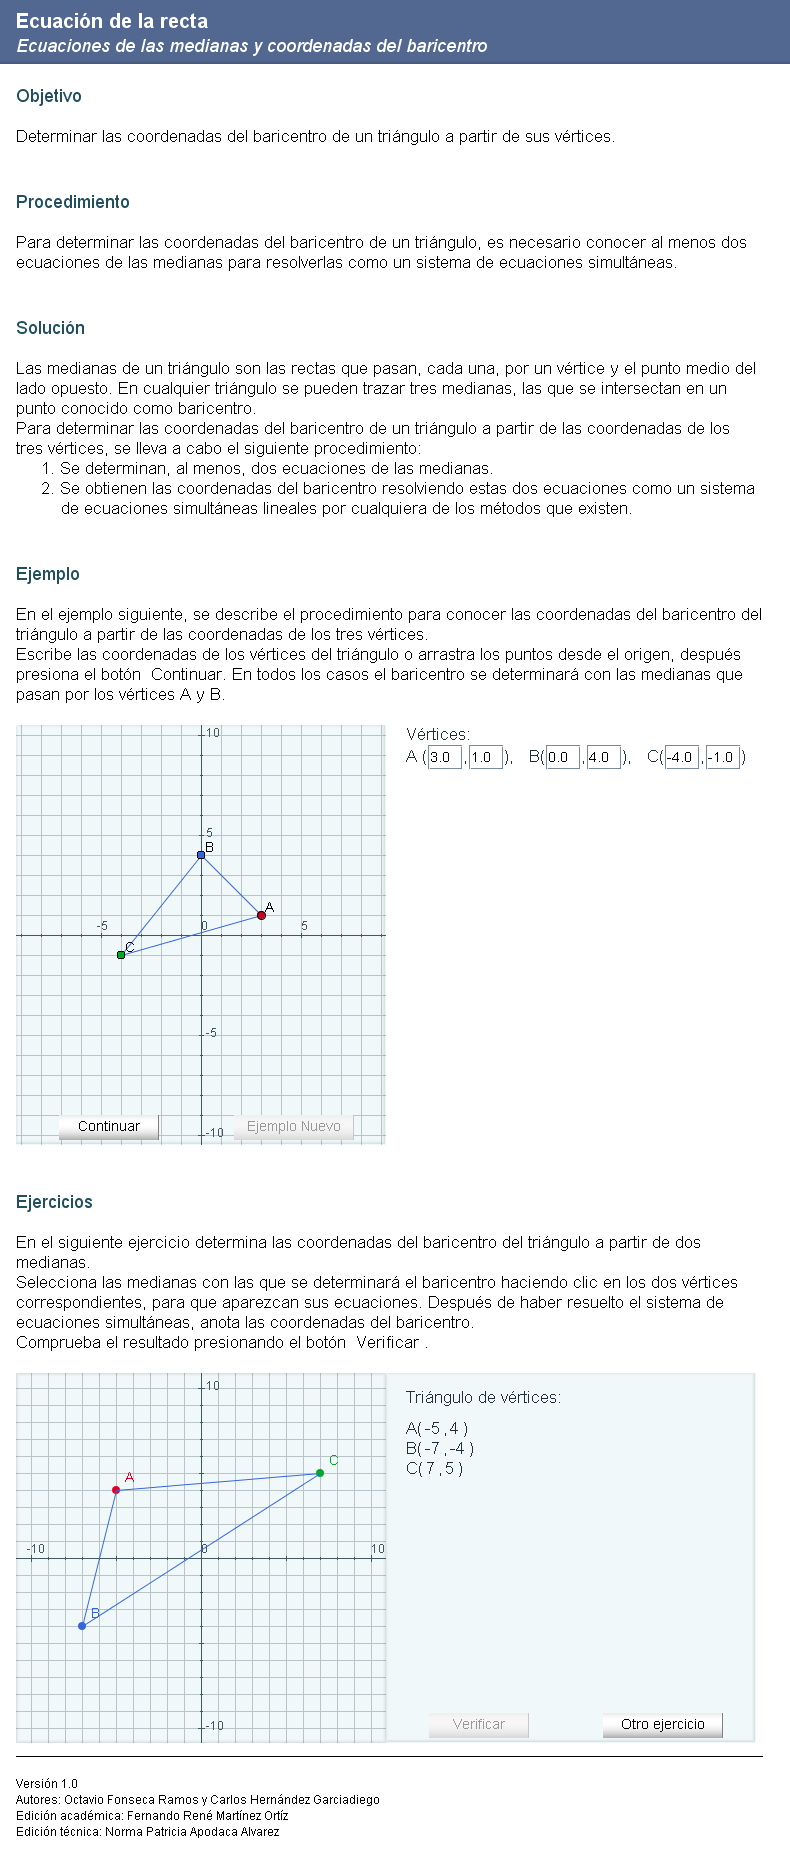 Ecuación de la recta
Ecuaciones de las medianas y coordenadas del baricentro
Objetivo
Determinar las coordenadas del baricentro de un triángulo a partir de sus vértices.
Procedimiento
Para determinar las coordenadas del baricentro de un triángulo, es necesario conocer al menos dos
ecuaciones de las medianas para resolverlas como un sistema de ecuaciones simultáneas.
Solución
Las medianas de un triángulo son las rectas que pasan, cada una, por un vértice y el punto medio del
lado opuesto. En cualquier triángulo se pueden trazar tres medianas, las que se intersectan en un
punto conocido como baricentro.
Para determinar las coordenadas del baricentro de un triángulo a partir de las coordenadas de los
tres vértices, se lleva a cabo el siguiente procedimiento:
1. Se determinan, al menos, dos ecuaciones de las medianas.
2. Se obtienen las coordenadas del baricentro resolviendo estas dos ecuaciones como un sistema
de ecuaciones simultáneas lineales por cualquiera de los métodos que existen.
Ejemplo
En el ejemplo siguiente, se describe el procedimiento para conocer las coordenadas del baricentro del
triángulo a partir de las coordenadas de los tres vértices.
Escribe las coordenadas de los vértices del triángulo o arrastra los puntos desde el origen, después
presiona el botón Continuar. En todos los casos el baricentro se determinará con las medianas que
pasan por los vértices A y B.
Vértices:
A (3.0 ,1.0 ), B(0.0 ,4.0 ), C(-4.0 ,-1.0 )
10
5
B
A
-5 0 5
C
-5
-10
Continuar Ejemplo Nuevo
Ejercicios
En el siguiente ejercicio determina las coordenadas del baricentro del triángulo a partir de dos
medianas.
Selecciona las medianas con las que se determinará el baricentro haciendo clic en los dos vértices
correspondientes, para que aparezcan sus ecuaciones. Después de haber resuelto el sistema de
ecuaciones simultáneas, anota las coordenadas del baricentro.
Comprueba el resultado presionando el botón Verificar .
10
C
A
-10 0 10
B
-10
Triángulo de vértices:
A(-5 ,4 )
B(-7 ,-4 )
C( 7 , 5 )
Verificar Otro ejercicio
Versión 1.0
Autores: Octavio Fonseca Ramos y Carlos Hernández Garciadiego
Edición académica: Fernando René Martínez Ortíz
Edición técnica: Norma Patricia Apodaca Alvarez